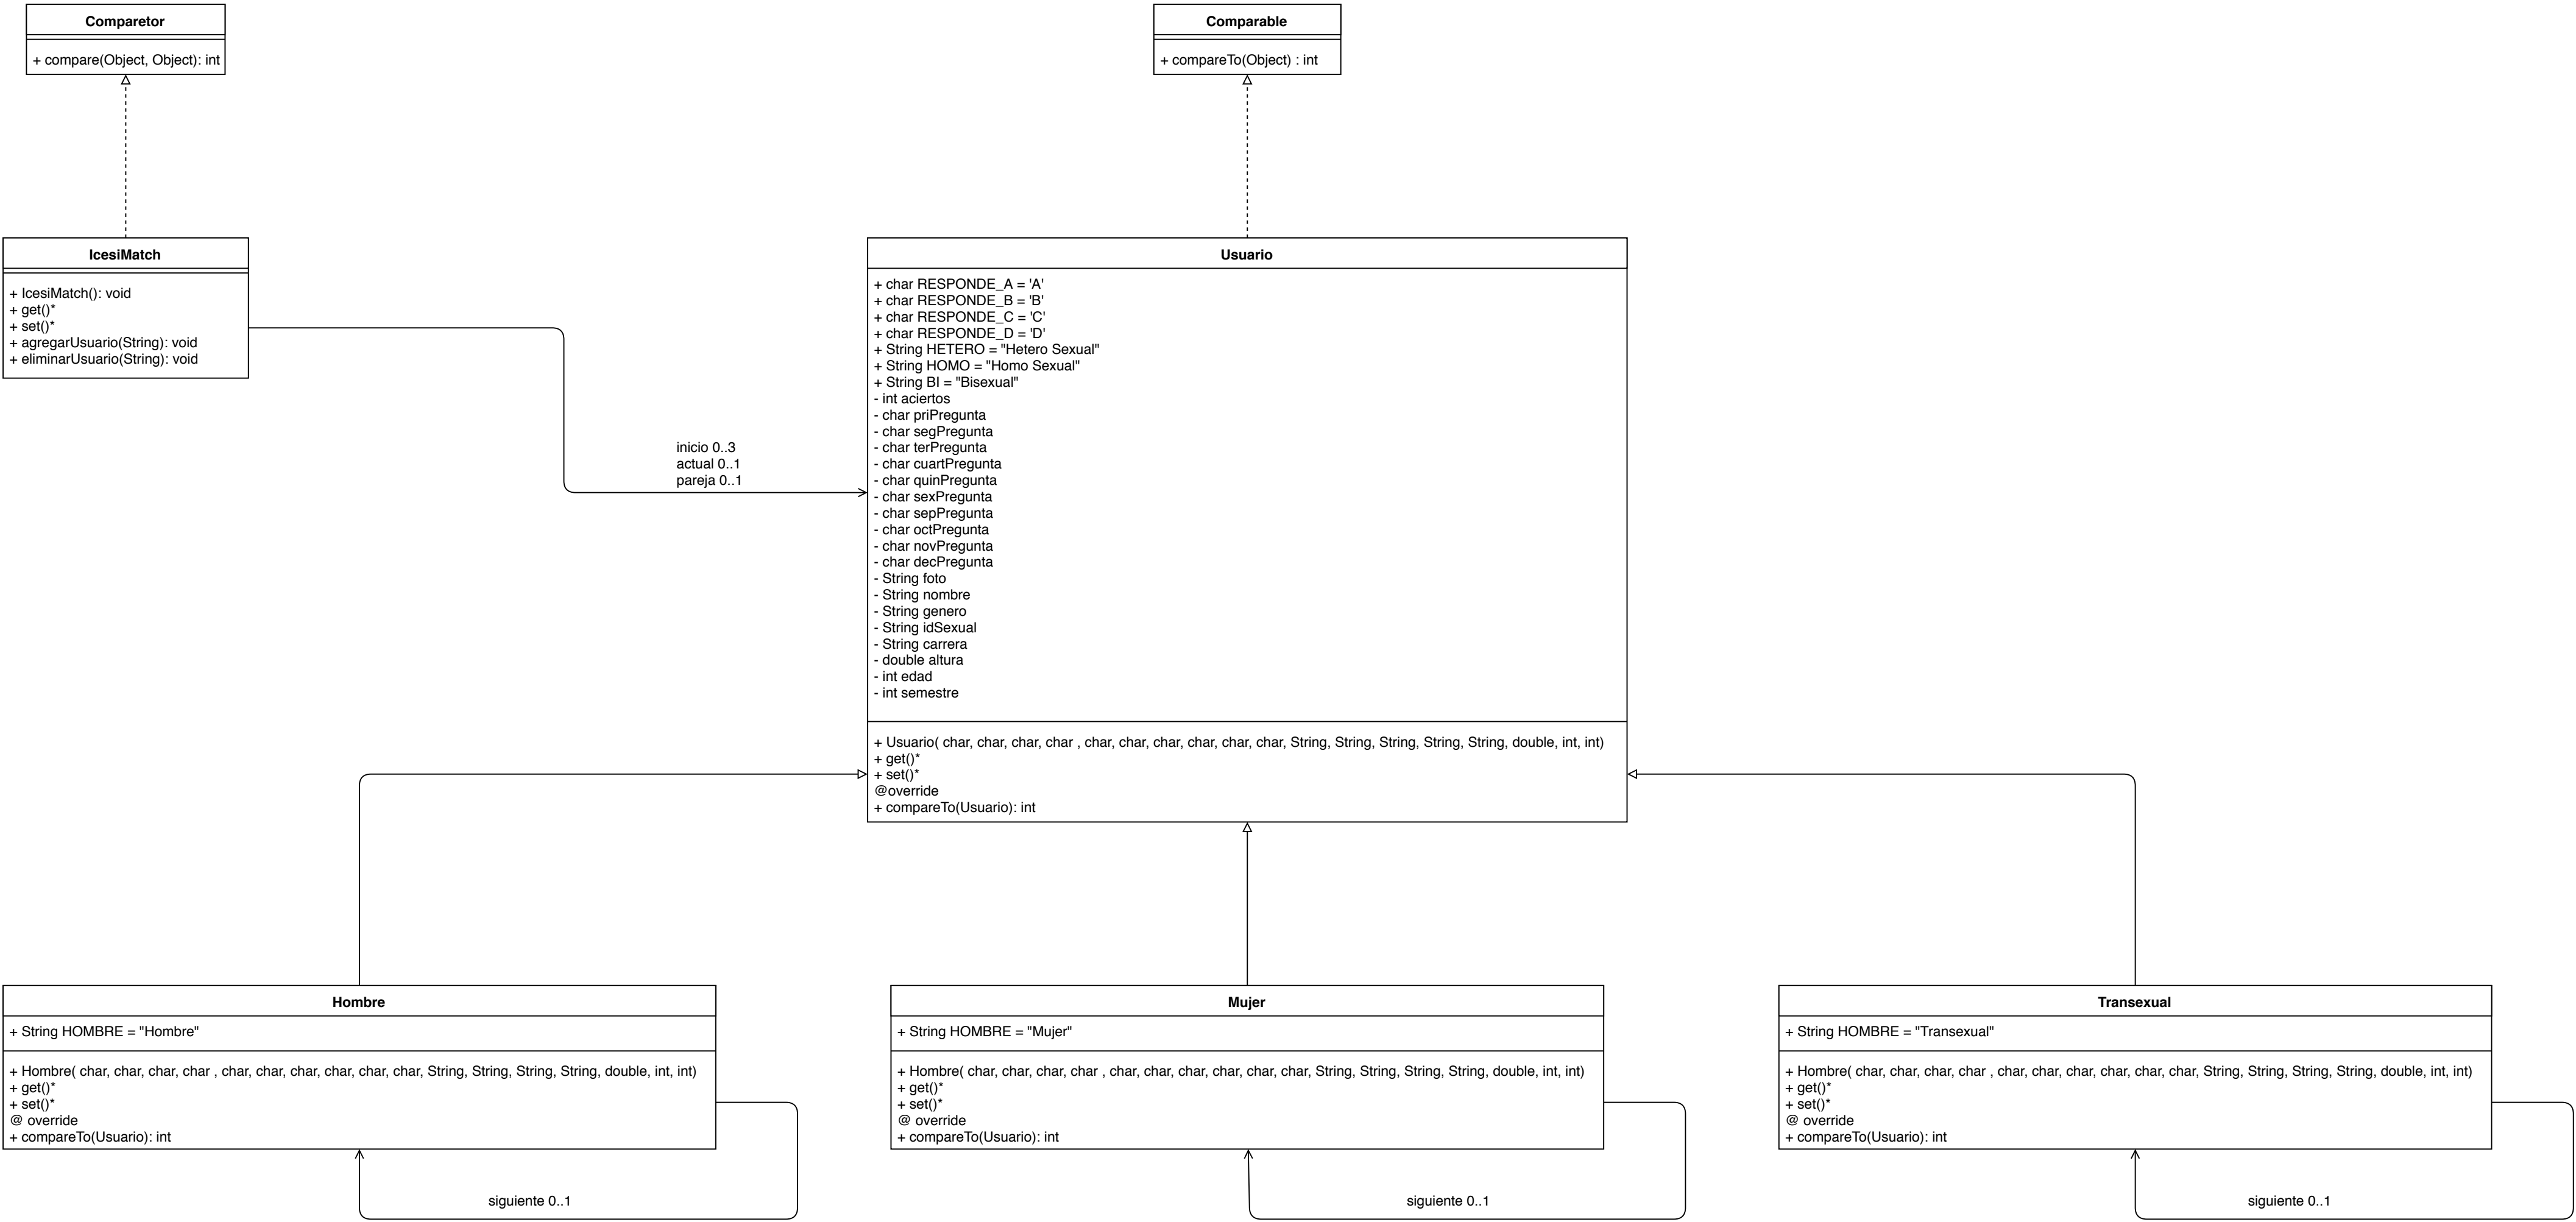 Comparetor
+ compare(Object, Object): int
Comparable
+ compareTo(Object) : int
IcesiMatch
+ IcesiMatch(): void
+ get()*
+ set()*
+ agregarUsuario(String): void
+ eliminarUsuario(String): void
inicio 0..3
actual 0..1
pareja 0..1
Usuario
+ char RESPONDE_A = 'A'
+ char RESPONDE_B = 'B'
+ char RESPONDE_C = 'C'
+ char RESPONDE_D = 'D'
+ String HETERO = "Hetero Sexual"
+ String HOMO = "Homo Sexual"
+ String BI = "Bisexual"
- int aciertos
- char priPregunta
- char segPregunta
- char terPregunta
- char cuartPregunta
- char quinPregunta
- char sexPregunta
- char sepPregunta
- char octPregunta
- char novPregunta
- char decPregunta
- String foto
- String nombre
- String genero
- String idSexual
- String carrera
- double altura
- int edad
- int semestre
+ Usuario( char, char, char, char , char, char, char, char, char, char, String, String, String, String, String, double, int, int)
+ get()*
+ set()*
@override
+ compareTo(Usuario): int
Hombre
+ String HOMBRE = "Hombre"
+ Hombre( char, char, char, char , char, char, char, char, char, char, String, String, String, String, double, int, int)
+ get()*
+ set()*
@ override
+ compareTo(Usuario): int
siguiente 0..1
Mujer
+ String HOMBRE = "Mujer"
+ Hombre( char, char, char, char , char, char, char, char, char, char, String, String, String, String, double, int, int)
+ get()*
+ set()*
@ override
+ compareTo(Usuario): int
siguiente 0..1
Transexual
+ String HOMBRE = "Transexual"
+ Hombre( char, char, char, char , char, char, char, char, char, char, String, String, String, String, double, int, int)
+ get()*
+ set()*
@ override
+ compareTo(Usuario): int
siguiente 0..1